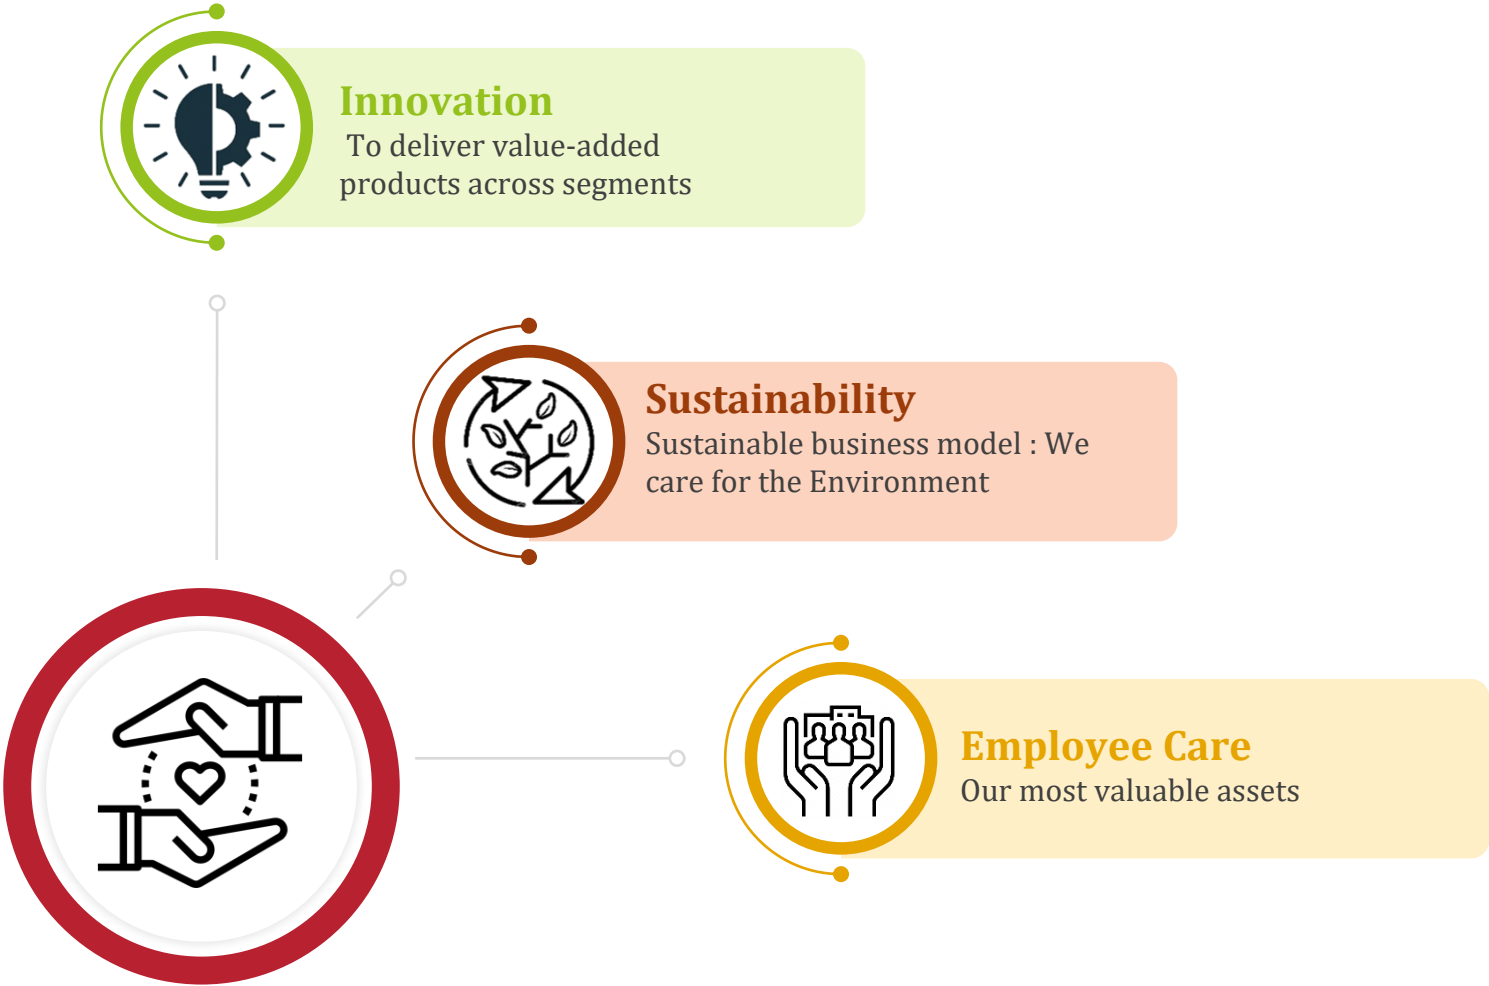 Innovation
To deliver value-added
products across segments
Sustainability
Sustainable business model : We
care for the Environment
Employee Care
Our most valuable assets